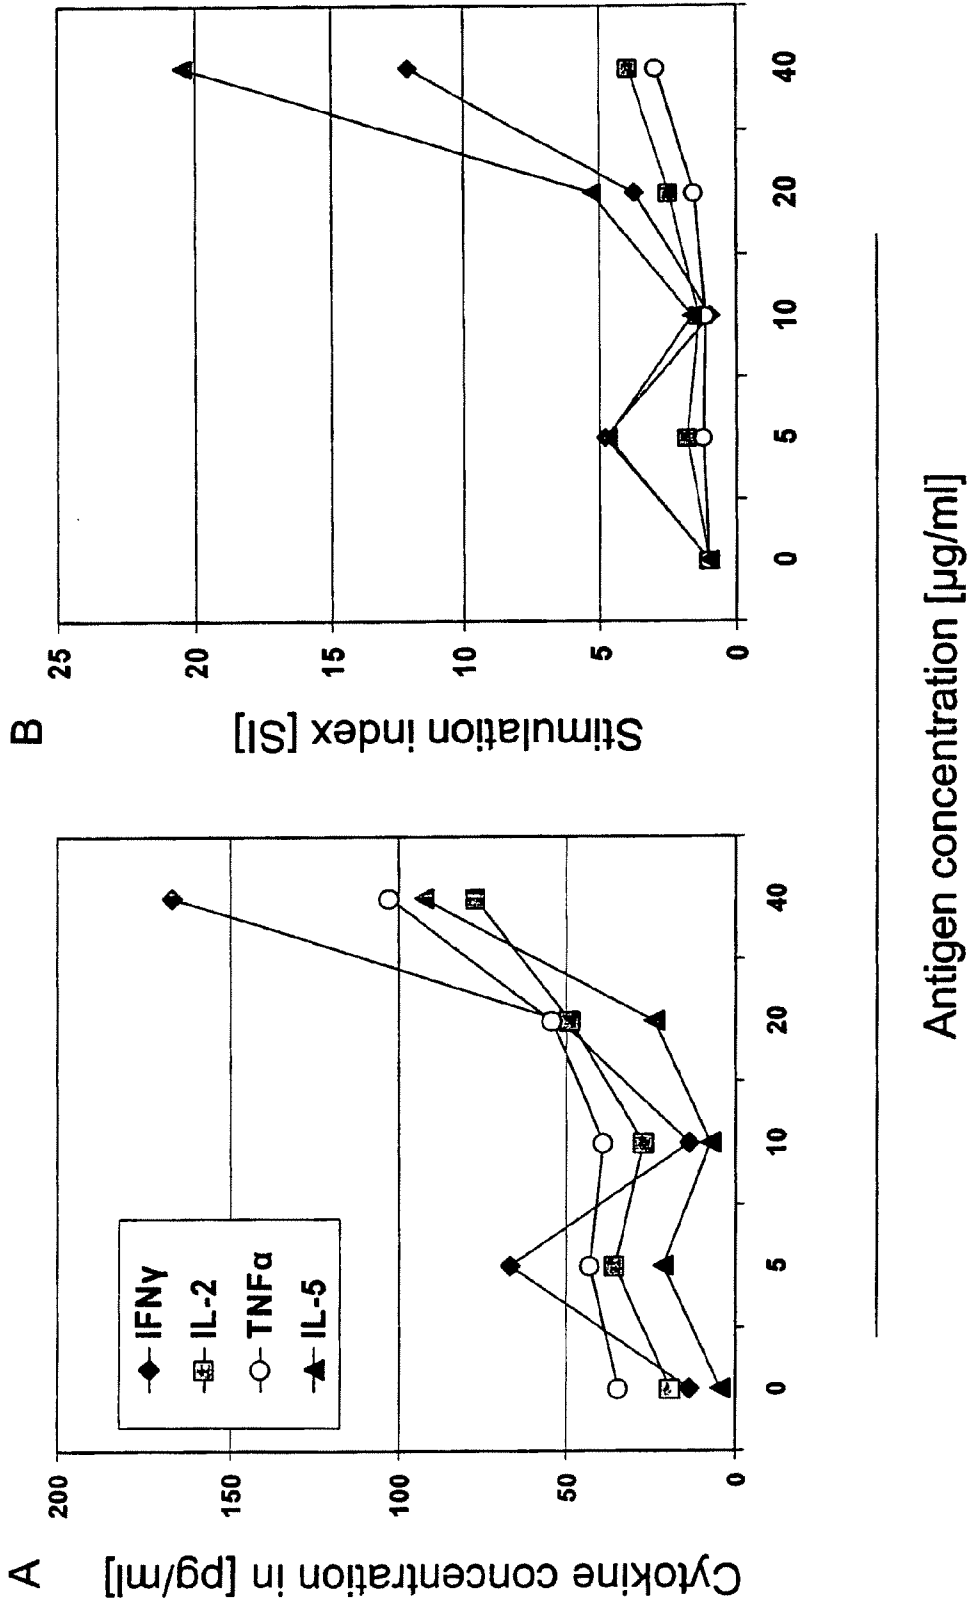 A
Cytokine concentration in [pg/ml]
200
150
100
50
0
IFNγ
IL-2
TNFα
IL-5
0 5 10 20 40
B
Stimulation index [SI]
25
20
15
10
5
0
0 5 10 20 40
Antigen concentration [µg/ml]